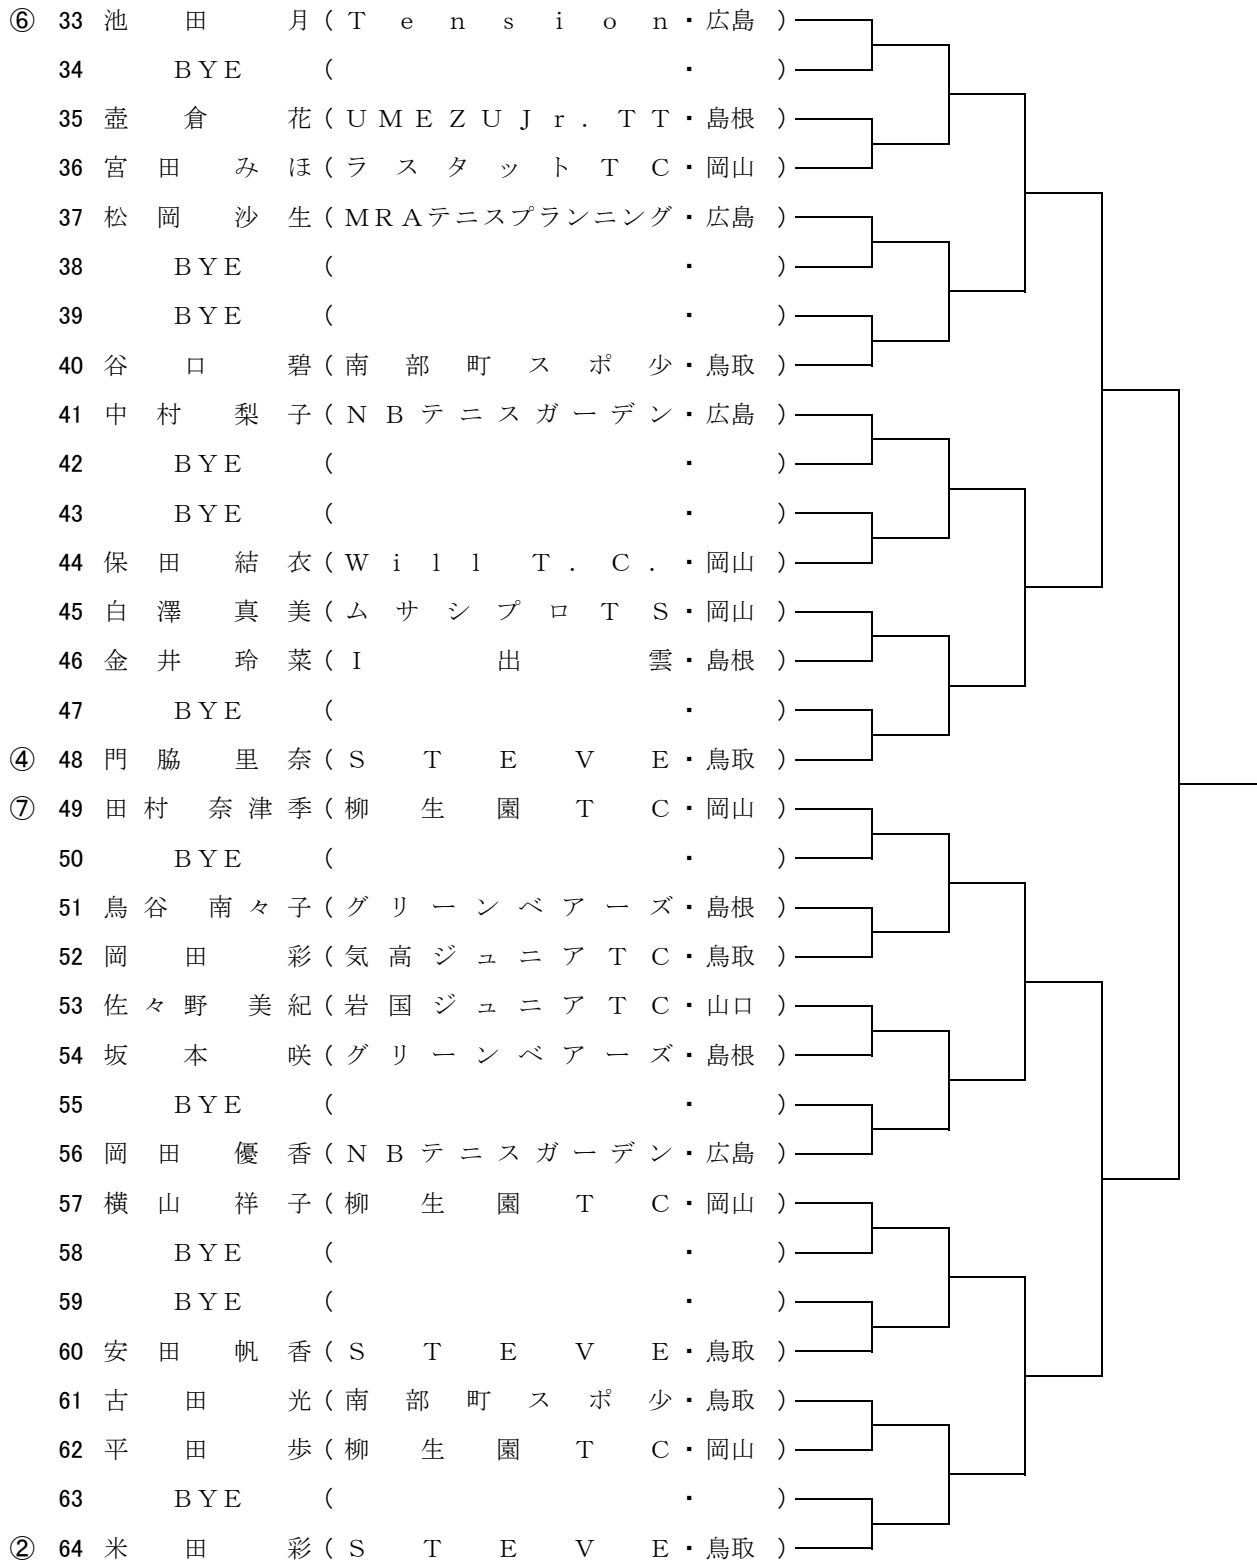 ⑥ 33 池田 月(Tension・広島)
34 BYE (・)
35 壺倉 花(UMEZUJr.TT・島根)
36 宮田 みほ(ラスタットTC・岡山)
37 松岡 沙生(MRAテニスプランニング・広島)
38 BYE (・)
39 BYE (・)
40 谷口 碧(南部町スポ少・鳥取)
41 中村 梨子(NBテニスガーデン・広島)
42 BYE (・)
43 BYE (・)
44 保田 結衣(Will T.C.・岡山)
45 白澤 真美(ムサシプロTS・岡山)
46 金井 玲菜(I出雲・島根)
47 BYE (・)
④ 48 門脇 里奈(STEVE・鳥取)
⑦ 49 田村 奈津季(柳生園TC・岡山)
50 BYE (・)
51 鳥谷 南々子(グリーンベアーズ・島根)
52 岡田 彩(気高ジュニアTC・鳥取)
53 佐々野 美紀(岩国ジュニアTC・山口)
54 坂本 咲(グリーンベアーズ・島根)
55 BYE (・)
56 岡田 優香(NBテニスガーデン・広島)
57 横山 祥子(柳生園TC・岡山)
58 BYE (・)
59 BYE (・)
60 安田 帆香(STEVE・鳥取)
61 古田 光(南部町スポ少・鳥取)
62 平田 歩(柳生園TC・岡山)
63 BYE (・)
② 64 米田 彩(STEVE・鳥取)